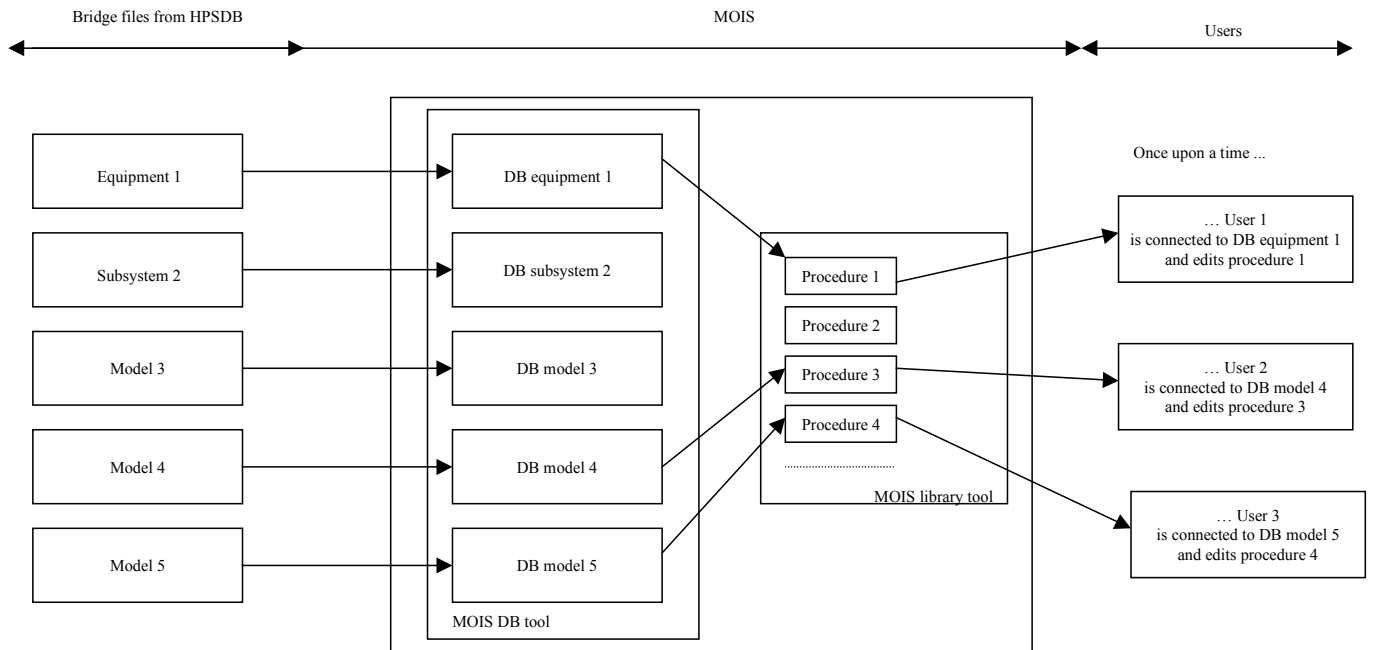 Bridge files from HPSDB
MOIS
Users
Equipment 1
Subsystem 2
Model 3
Model 4
Model 5
DB equipment 1
DB subsystem 2
DB model 3
DB model 4
DB model 5
MOIS DB tool
Procedure 1
Procedure 2
Procedure 3
Procedure 4
MOIS library tool
Once upon a time ...
… User 1
is connected to DB equipment 1
and edits procedure 1
… User 2
is connected to DB model 4
and edits procedure 3
… User 3
is connected to DB model 5
and edits procedure 4